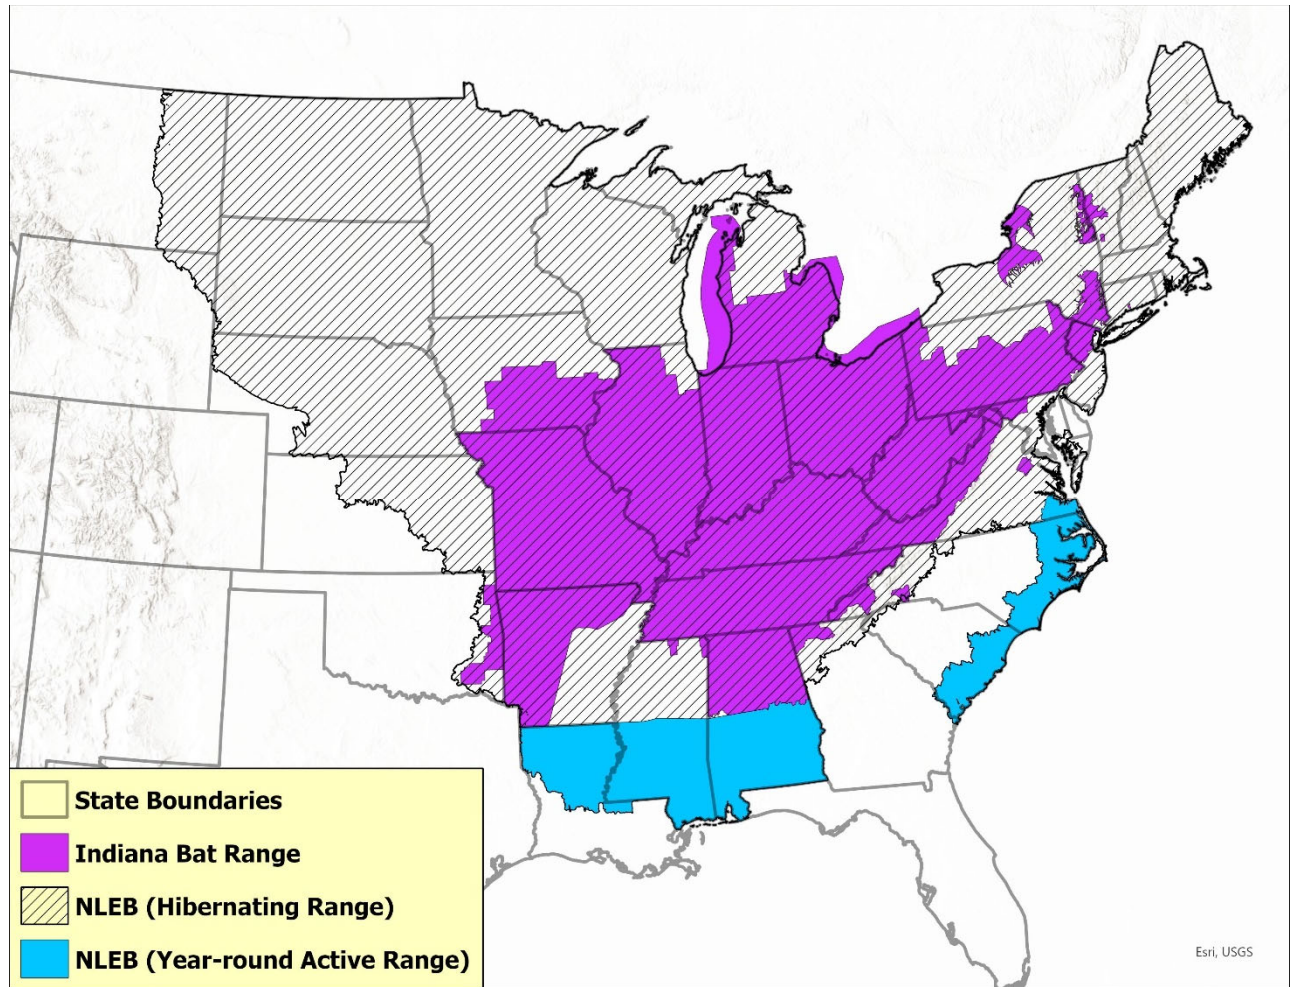 State Boundaries
Indiana Bat Range
NLEB (Hibernating Range)
NLEB (Year-round Active Range)
Esri, USGS